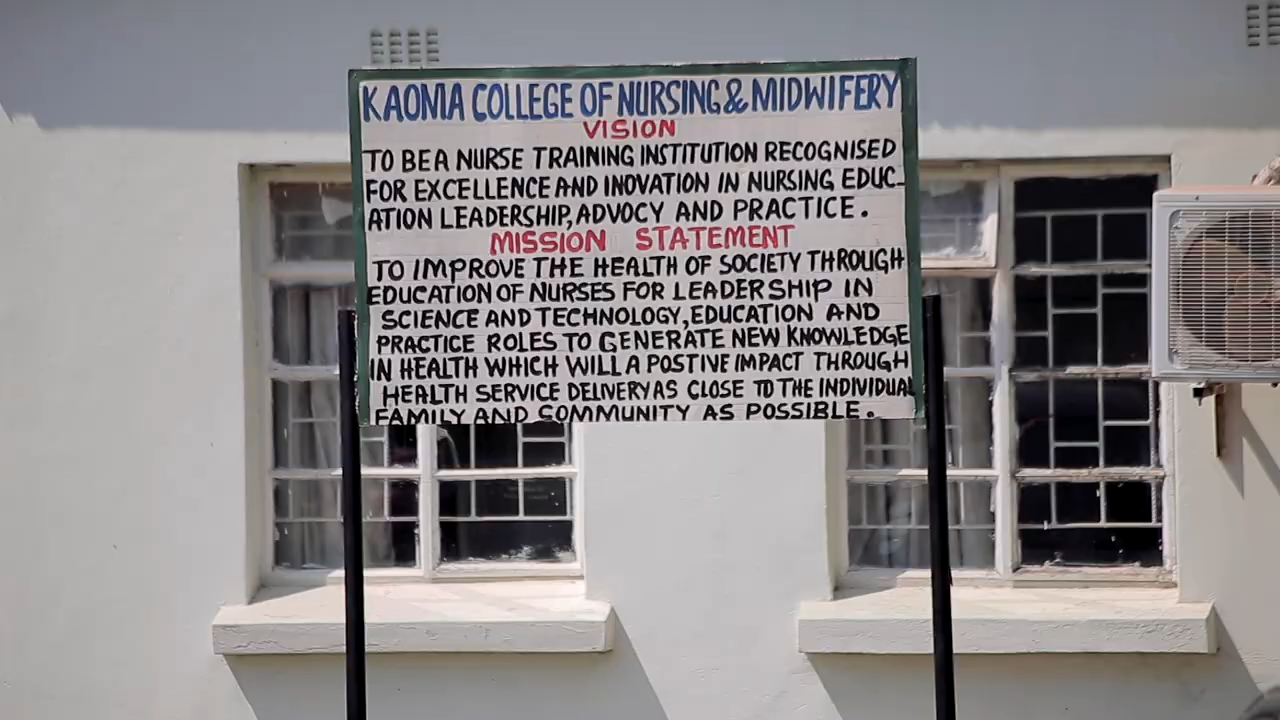 KAOMA COLLEGE OF NURSING & MIDWIFERY
VISION
TO BE A NURSE TRAINING INSTITUTION RECOGNISED
FOR EXCELLENCE AND INOVATION IN NURSING EDUC-
ATION LEADERSHIP, ADVOCY AND PRACTICE.
MISSION STATEMENT
TO IMPROVE THE HEALTH OF SOCIETY THROUGH
EDUCATION OF NURSES FOR LEADERSHIP IN
SCIENCE AND TECHNOLOGY, EDUCATION AND
PRACTICE ROLES TO GENERATE NEW KNOWLEDGE
IN HEALTH WHICH WILL A POSTIVE IMPACT THROUGH
HEALTH SERVICE DELIVERY AS CLOSE TO THE INDIVIDUAL
FAMILY AND COMMUNITY AS POSSIBLE.